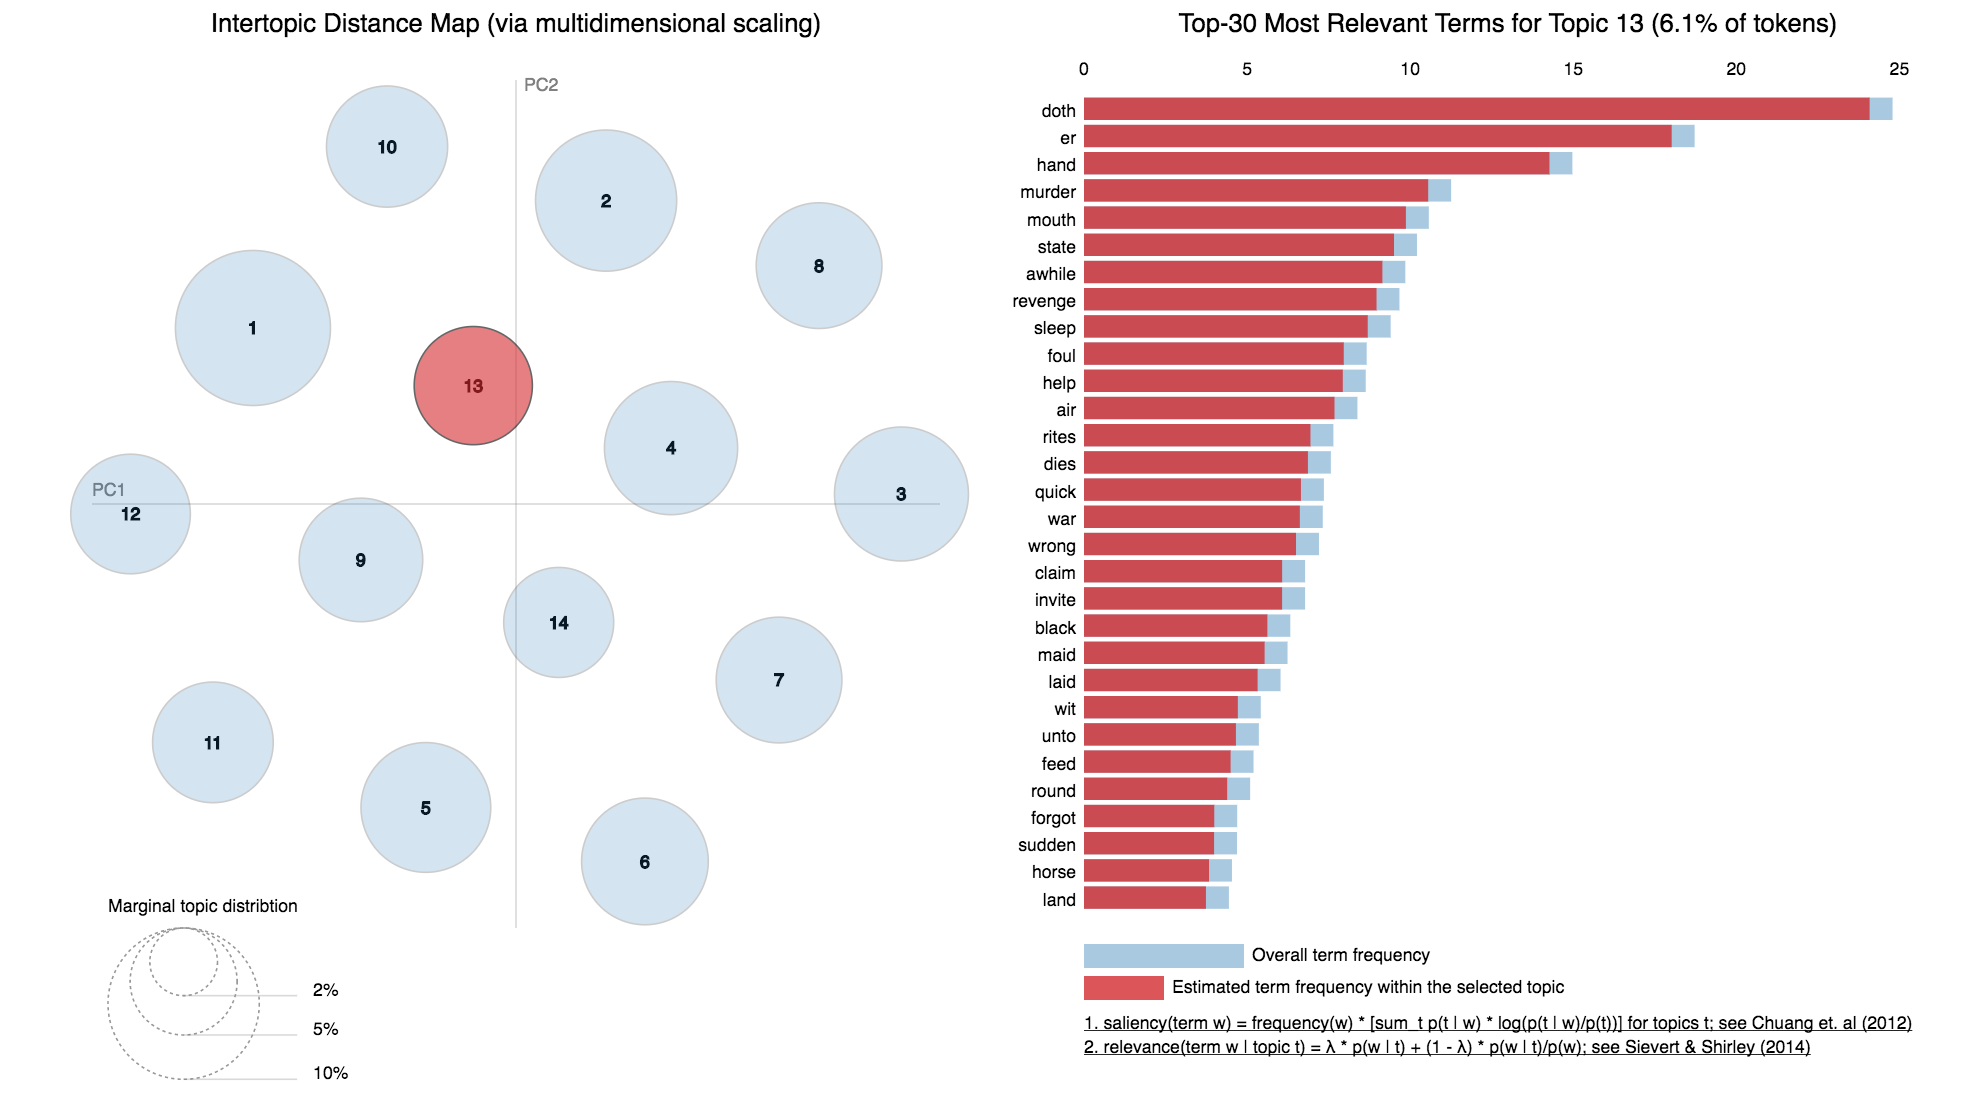 Intertopic Distance Map (via multidimensional scaling)
PC2
10
2
8
1
13
4
3
PC1
12
9
14
7
11
5
6
Marginal topic distribtion
2%
5%
10%
Top-30 Most Relevant Terms for Topic 13 (6.1% of tokens)
0 5 10 15 20 25
doth
er
hand
murder
mouth
state
awhile
revenge
sleep
foul
help
air
rites
dies
quick
war
wrong
claim
invite
black
maid
laid
wit
unto
feed
round
forgot
sudden
horse
land
Overall term frequency
Estimated term frequency within the selected topic
1. saliency(term w) = frequency(w) * [sum_t p(t | w) * log(p(t | w)/p(t))] for topics t; see Chuang et. al (2012)
2. relevance(term w | topic t) = λ * p(w | t) + (1 - λ) * p(w | t)/p(w); see Sievert & Shirley (2014)